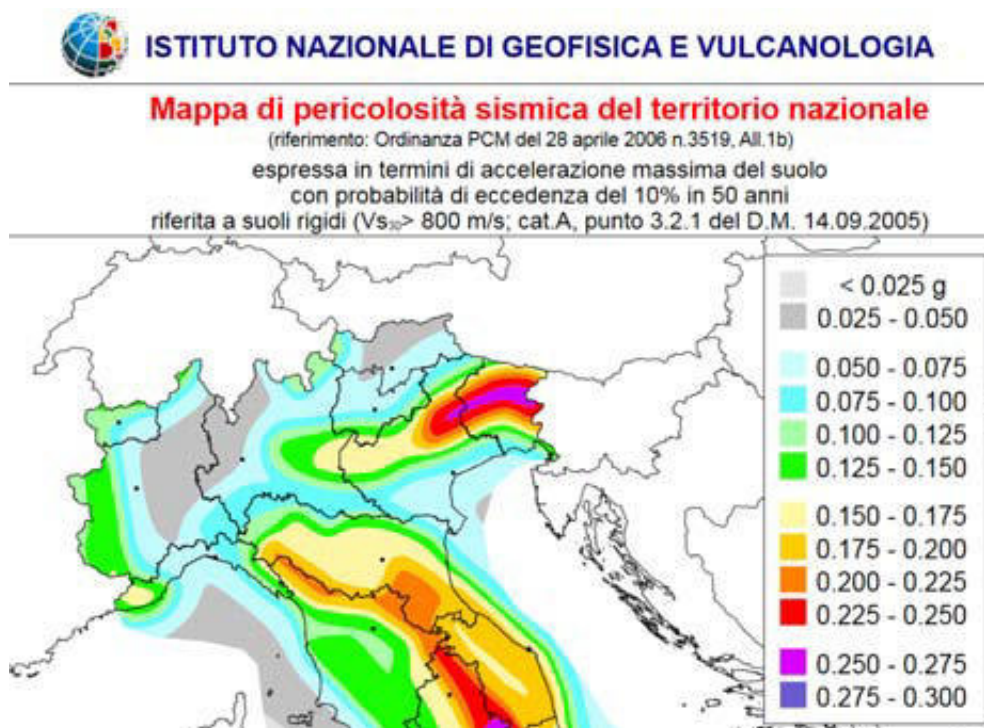 ISTITUTO NAZIONALE DI GEOFISICA E VULCANOLOGIA
Mappa di pericolosità sismica del territorio nazionale
(riferimento: Ordinanza PCM del 28 aprile 2006 n.3519, All.1b)
espressa in termini di accelerazione massima del suolo
con probabilità di eccedenza del 10% in 50 anni
riferita a suoli rigidi (Vs₃₀> 800 m/s; cat.A, punto 3.2.1 del D.M. 14.09.2005)
< 0.025 g
0.025 - 0.050
0.050 - 0.075
0.075 - 0.100
0.100 - 0.125
0.125 - 0.150
0.150 - 0.175
0.175 - 0.200
0.200 - 0.225
0.225 - 0.250
0.250 - 0.275
0.275 - 0.300